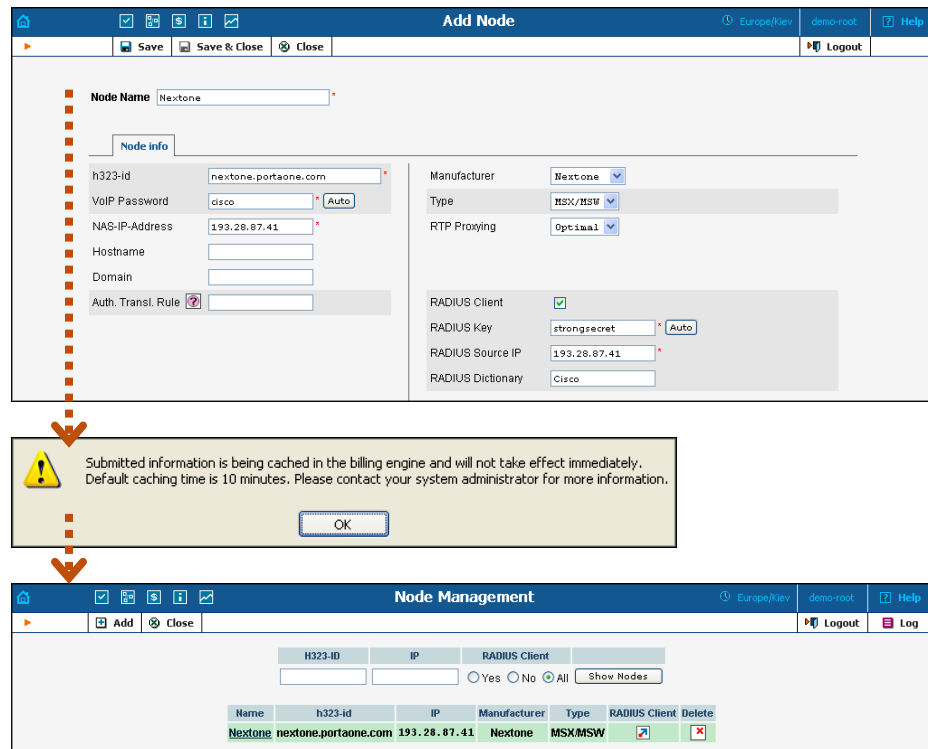 Add Node
Europe/Kiev
demo-root
? Help
Save
Save & Close
Close
Logout
Node Name Nextone *
Node info
h323-id nextone.portaone.com * Manufacturer Nextone
VoIP Password cisco * Auto Type MSX/MSW
NAS-IP-Address 193.28.87.41 * RTP Proxying Optimal
Hostname
Domain
Auth. Transl. Rule ? RADIUS Client
RADIUS Key strongsecret * Auto
RADIUS Source IP 193.28.87.41 *
RADIUS Dictionary Cisco
Submitted information is being cached in the billing engine and will not take effect immediately.
Default caching time is 10 minutes. Please contact your system administrator for more information.
OK
Node Management
Europe/Kiev
demo-root
? Help
Add
Close
Logout
Log
H323-ID IP RADIUS Client
Yes No All Show Nodes
Name h323-id IP Manufacturer Type RADIUS Client Delete
Nextone nextone.portaone.com 193.28.87.41 Nextone MSX/MSW